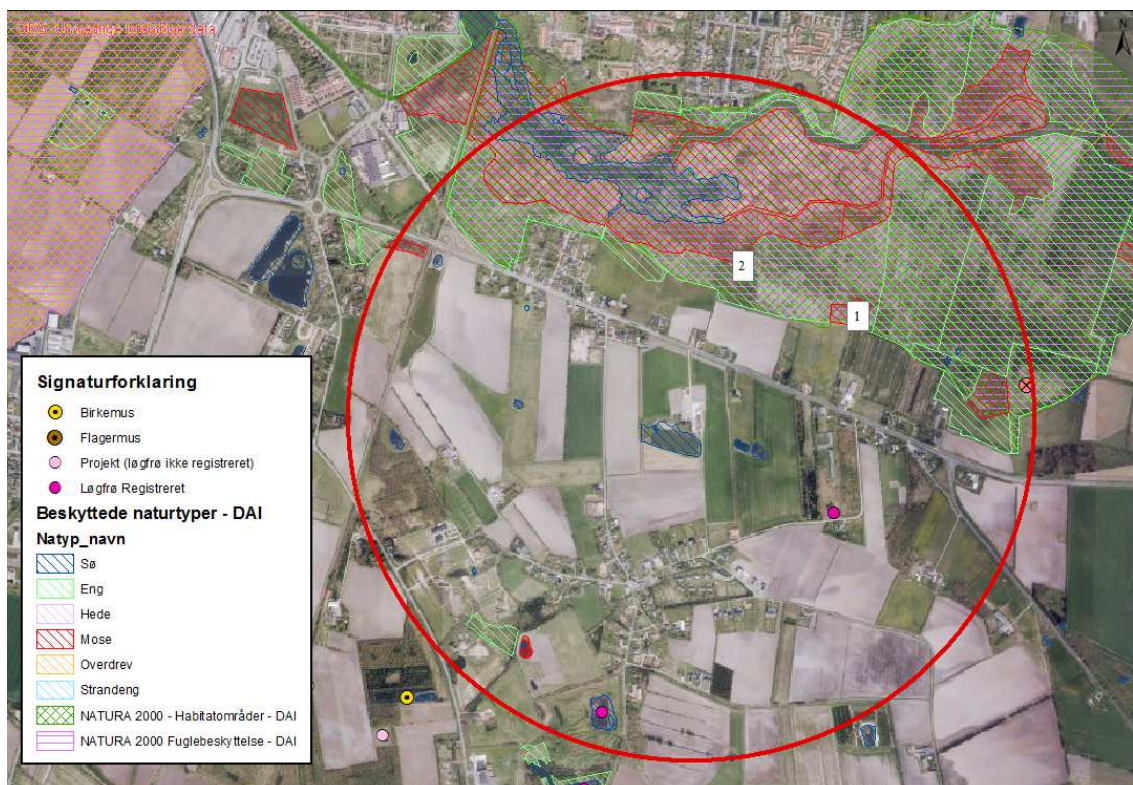 N
2
1
Signaturforklaring
Birkemus
Flagermus
Projekt (løgfrø ikke registreret)
Løgfrø Registreret
Beskyttede naturtyper - DAI
Natyp_navn
Sø
Eng
Hede
Mose
Overdrev
Strandeng
NATURA 2000 - Habitatområder - DAI
NATURA 2000 Fuglebeskyttelse - DAI